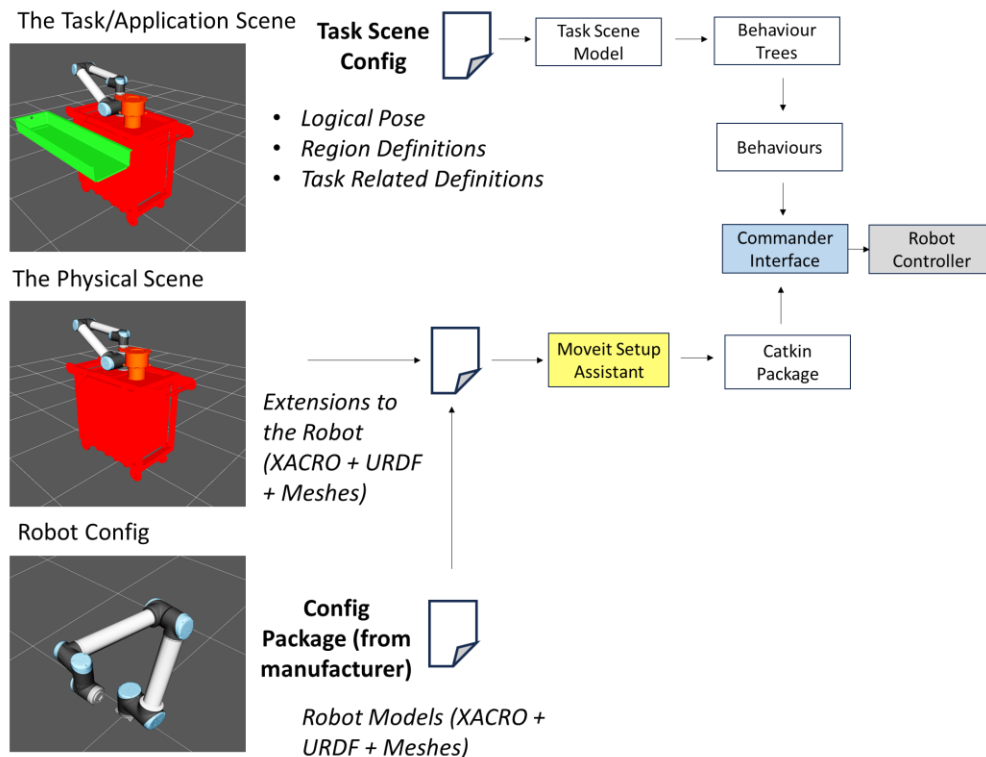 The Task/Application Scene
Task Scene
Config
Task Scene
Model
Behaviour
Trees
• Logical Pose
• Region Definitions
• Task Related Definitions
Behaviours
Commander
Interface
Robot
Controller
The Physical Scene
Moveit Setup
Assistant
Catkin
Package
Extensions to
the Robot
(XACRO + URDF
+ Meshes)
Robot Config
Config
Package (from
manufacturer)
Robot Models (XACRO +
URDF + Meshes)